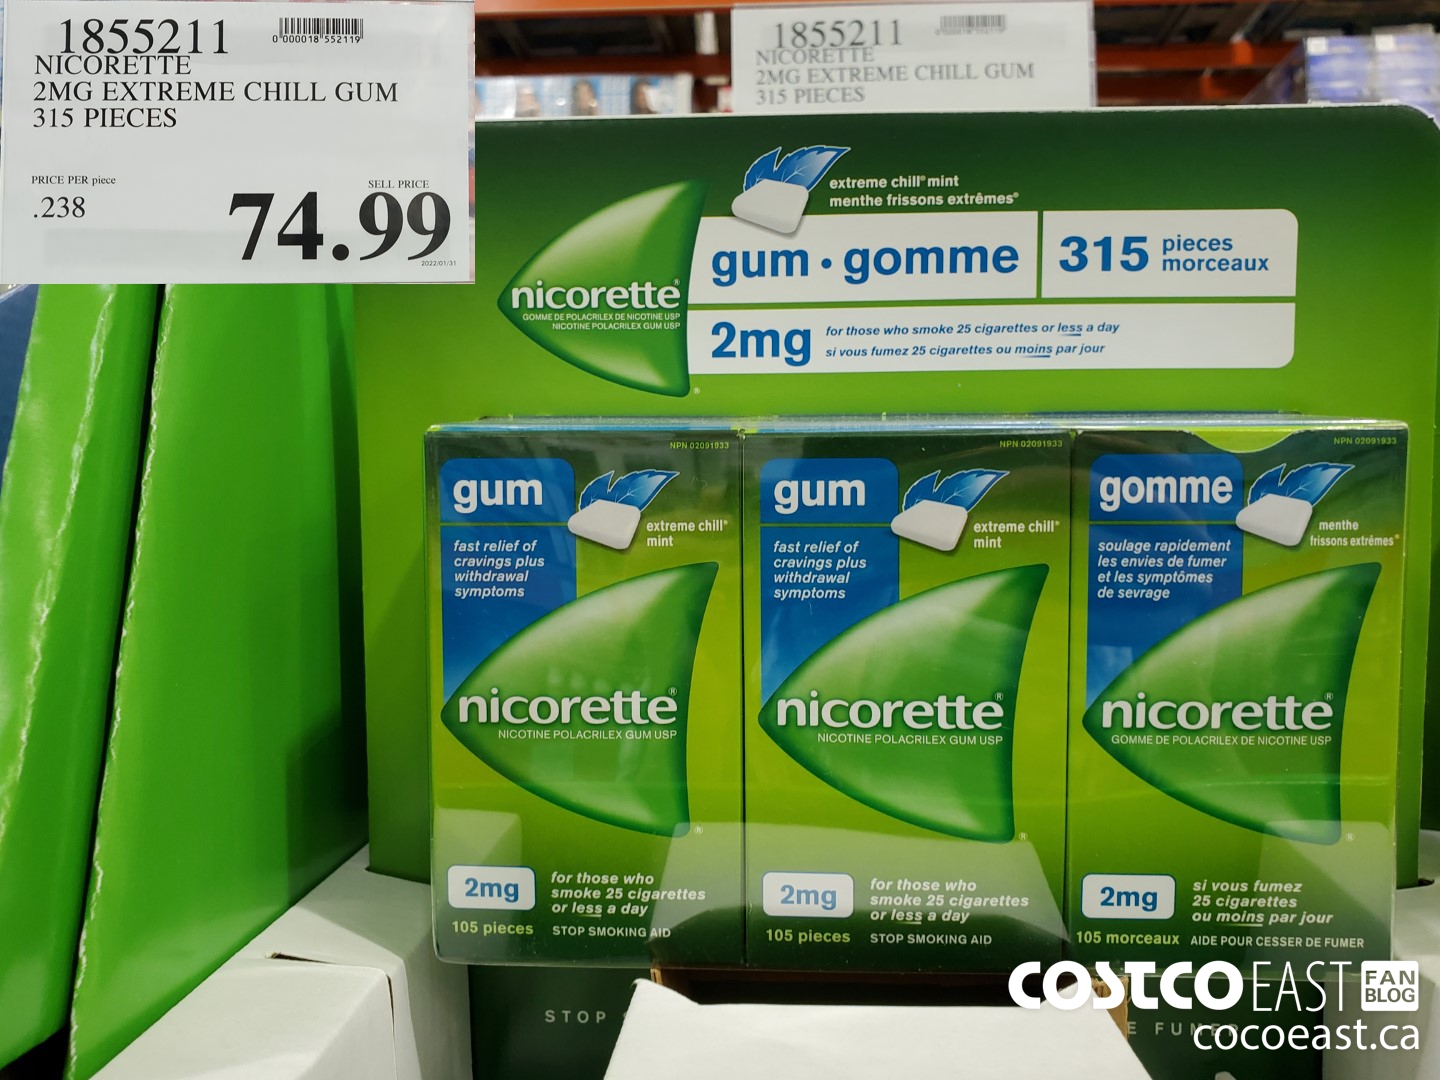 1855211
0 000018 552119
NICORETTE
2MG EXTREME CHILL GUM
315 PIECES
PRICE PER piece
.238
SELL PRICE
74.99
2022/01/31
1855211
NICORETTE
2MG EXTREME CHILL GUM
315 PIECES
extreme chill® mint
menthe frissons extrêmes®
gum • gomme
315 pieces
morceaux
nicorette®
GOMME DE POLACRILEX DE NICOTINE USP
NICOTINE POLACRILEX GUM USP
2mg
for those who smoke 25 cigarettes or less a day
si vous fumez 25 cigarettes ou moins par jour
NPN 02091933
gum
extreme chill®
mint
fast relief of
cravings plus
withdrawal
symptoms
nicorette®
NICOTINE POLACRILEX GUM USP
2mg
for those who
smoke 25 cigarettes
or less a day
105 pieces
STOP SMOKING AID
NPN 02091933
gum
extreme chill®
mint
fast relief of
cravings plus
withdrawal
symptoms
nicorette®
NICOTINE POLACRILEX GUM USP
2mg
for those who
smoke 25 cigarettes
or less a day
105 pieces
STOP SMOKING AID
NPN 02091933
gomme
menthe
frissons extrêmes®
soulage rapidement
les envies de fumer
et les symptômes
de sevrage
nicorette®
GOMME DE POLACRILEX DE NICOTINE USP
2mg
si vous fumez
25 cigarettes
ou moins par jour
105 morceaux
AIDE POUR CESSER DE FUMER
STOP
E FUMER
COSTCO EAST FAN BLOG
cocoeast.ca